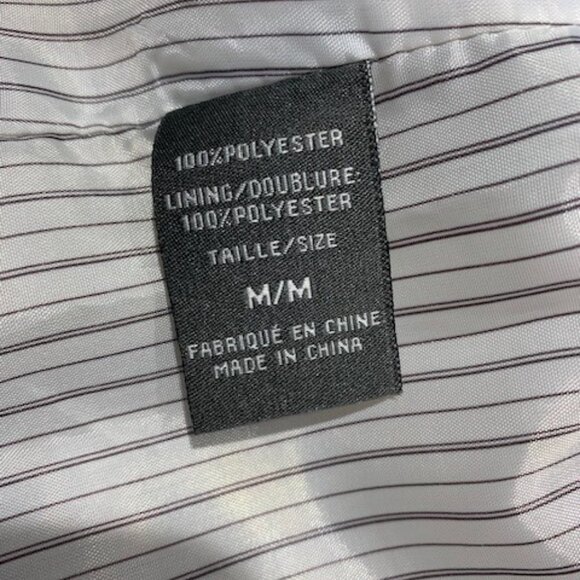 100%POLYESTER
LINING/DOUBLURE:
100%POLYESTER
TAILLE/SIZE
M/M
FABRIQUÉ EN CHINE
MADE IN CHINA